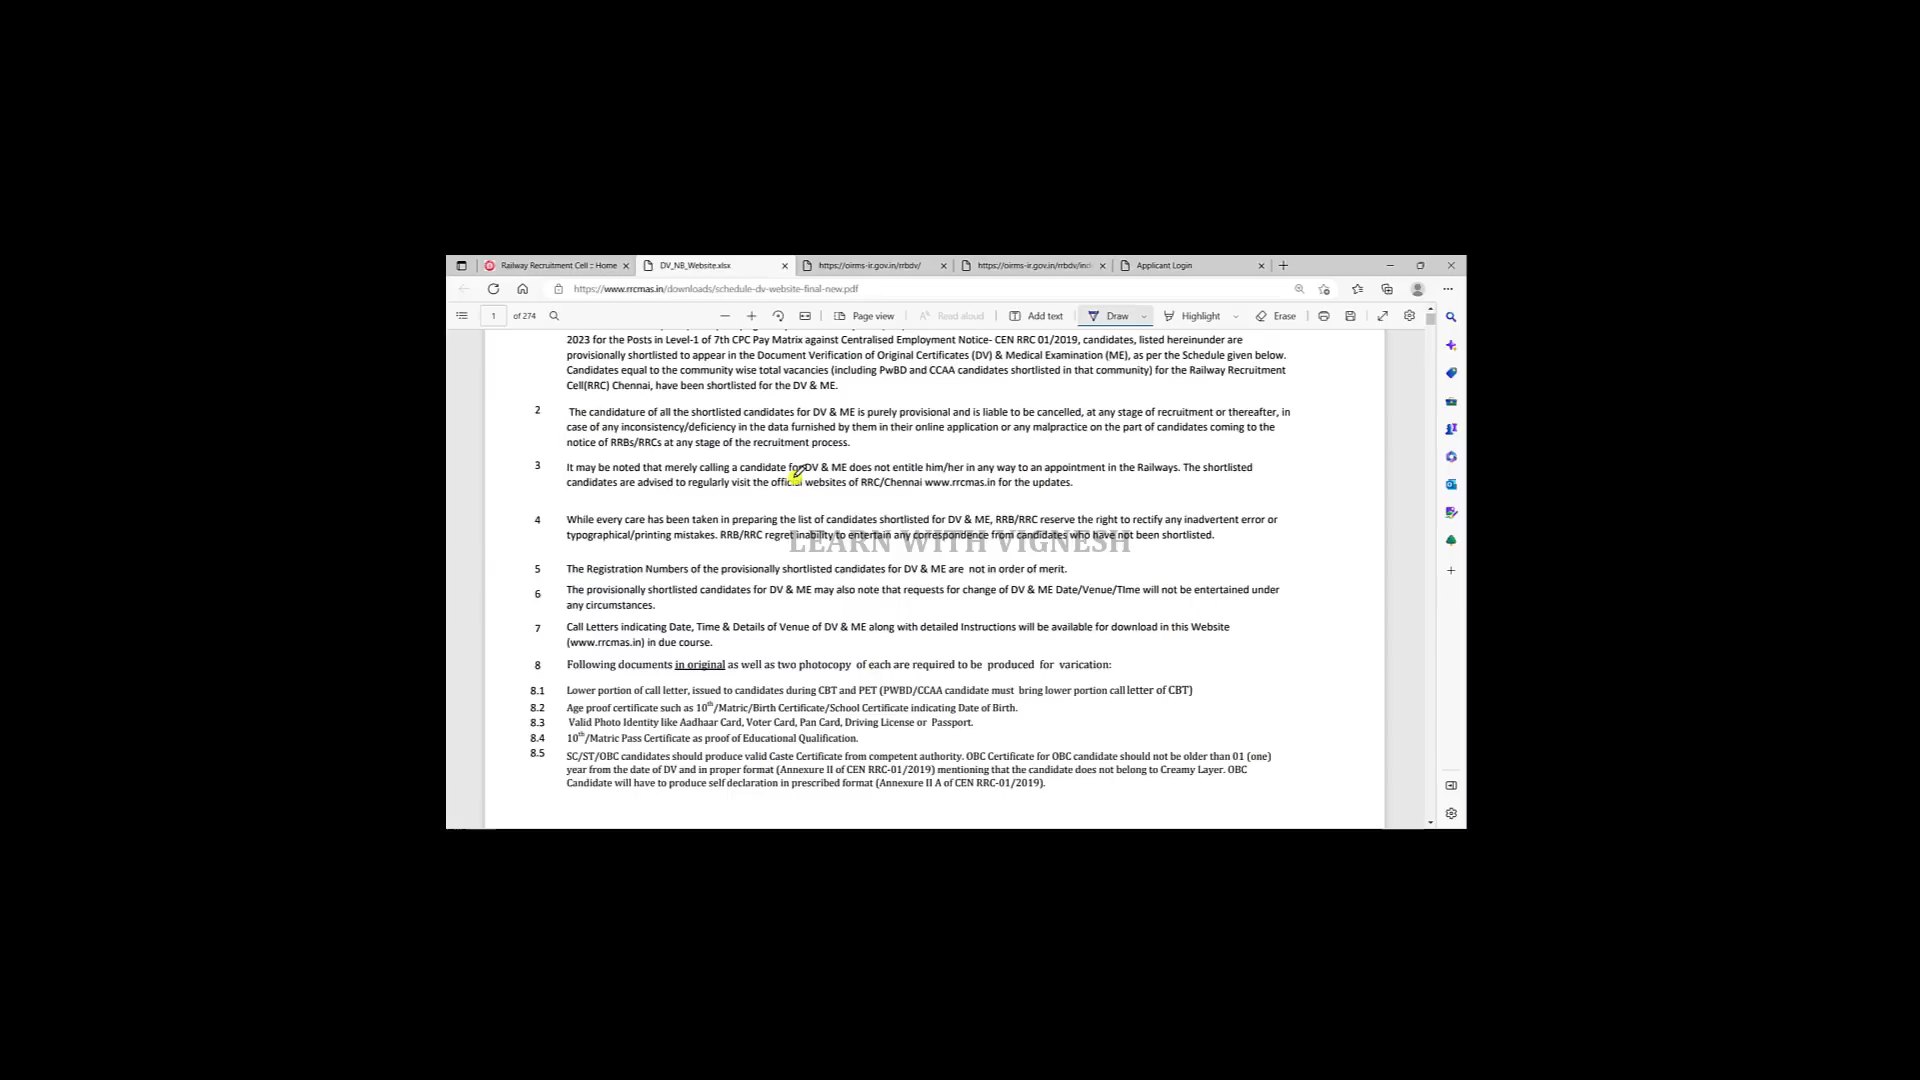 Railway Recruitment Cell :: Home
DV_NB_Website.xlsx
https://oirms-ir.gov.in/rrbdv/
https://oirms-ir.gov.in/rrbdv/ind
Applicant Login
https://www.rrcmas.in/downloads/schedule-dv-website-final-new.pdf
1 of 274
Page view
Read aloud
Add text
Draw
Highlight
Erase
2023 for the Posts in Level-1 of 7th CPC Pay Matrix against Centralised Employment Notice- CEN RRC 01/2019, candidates, listed hereinunder are
provisionally shortlisted to appear in the Document Verification of Original Certificates (DV) & Medical Examination (ME), as per the Schedule given below.
Candidates equal to the community wise total vacancies (including PwBD and CCAA candidates shortlisted in that community) for the Railway Recruitment
Cell(RRC) Chennai, have been shortlisted for the DV & ME.
2 The candidature of all the shortlisted candidates for DV & ME is purely provisional and is liable to be cancelled, at any stage of recruitment or thereafter, in
case of any inconsistency/deficiency in the data furnished by them in their online application or any malpractice on the part of candidates coming to the
notice of RRBs/RRCs at any stage of the recruitment process.
3 It may be noted that merely calling a candidate for DV & ME does not entitle him/her in any way to an appointment in the Railways. The shortlisted
candidates are advised to regularly visit the official websites of RRC/Chennai www.rrcmas.in for the updates.
4 While every care has been taken in preparing the list of candidates shortlisted for DV & ME, RRB/RRC reserve the right to rectify any inadvertent error or
typographical/printing mistakes. RRB/RRC regret inability to entertain any correspondence from candidates who have not been shortlisted.
LEARN WITH VIGNESH
5 The Registration Numbers of the provisionally shortlisted candidates for DV & ME are not in order of merit.
6 The provisionally shortlisted candidates for DV & ME may also note that requests for change of DV & ME Date/Venue/TIme will not be entertained under
any circumstances.
7 Call Letters indicating Date, Time & Details of Venue of DV & ME along with detailed Instructions will be available for download in this Website
(www.rrcmas.in) in due course.
8 Following documents in original as well as two photocopy of each are required to be produced for varication:
8.1 Lower portion of call letter, issued to candidates during CBT and PET (PWBD/CCAA candidate must bring lower portion call letter of CBT)
8.2 Age proof certificate such as 10th/Matric/Birth Certificate/School Certificate indicating Date of Birth.
8.3 Valid Photo Identity like Aadhaar Card, Voter Card, Pan Card, Driving License or Passport.
8.4 10th/Matric Pass Certificate as proof of Educational Qualification.
8.5 SC/ST/OBC candidates should produce valid Caste Certificate from competent authority. OBC Certificate for OBC candidate should not be older than 01 (one)
year from the date of DV and in proper format (Annexure II of CEN RRC-01/2019) mentioning that the candidate does not belong to Creamy Layer. OBC
Candidate will have to produce self declaration in prescribed format (Annexure II A of CEN RRC-01/2019).